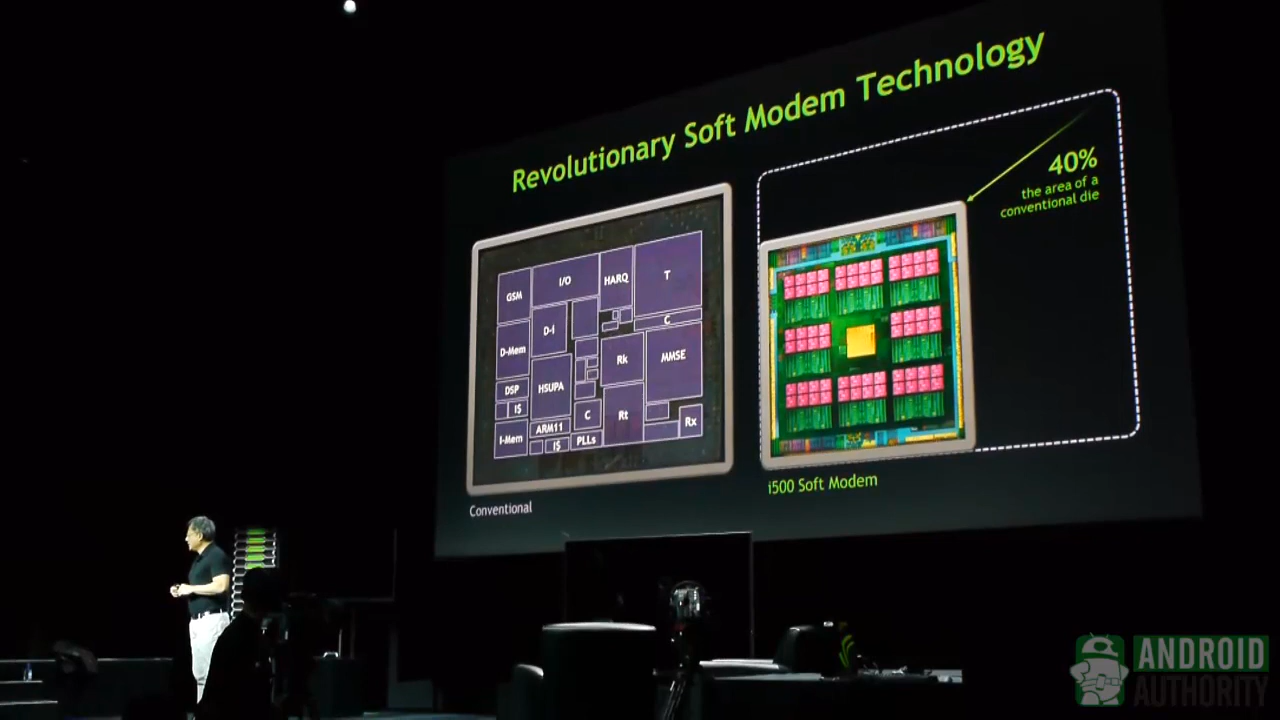 Revolutionary Soft Modem Technology
40%
the area of a
conventional die
GSM
I/O
HARQ
T
D-i
C
D-Mem
Rk
MMSE
DSP
HSUPA
I$
C
Rt
Rx
I-Mem
ARM11
I$
PLLs
Conventional
i500 Soft Modem
ANDROID
AUTHORITY